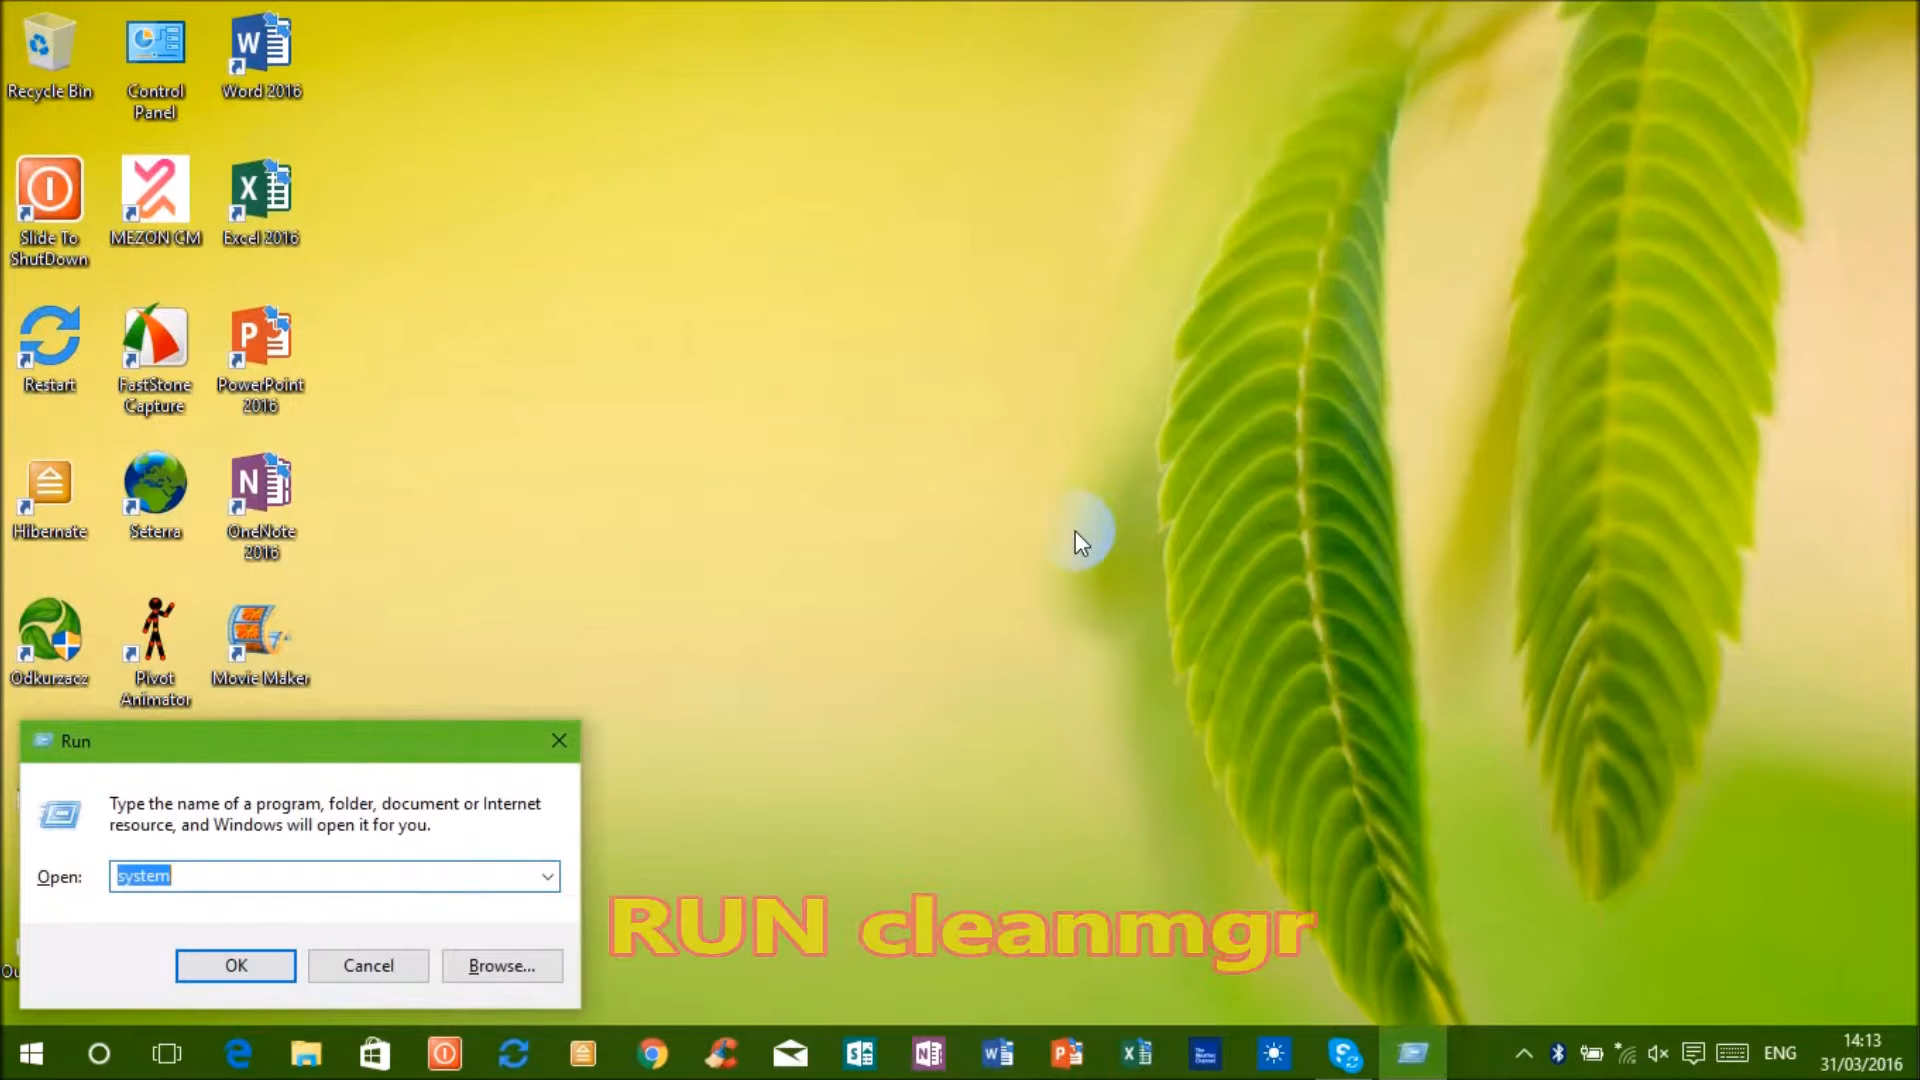 Recycle Bin
Control
Panel
Word 2016
Slide To
ShutDown
MEZON CM
Excel 2016
Restart
FastStone
Capture
PowerPoint
2016
Hibernate
Seterra
OneNote
2016
Odkurzacz
Pivot
Animator
Movie Maker
Run
Type the name of a program, folder, document or Internet
resource, and Windows will open it for you.
Open:
system
OK
Cancel
Browse...
RUN cleanmgr
ENG
14:13
31/03/2016